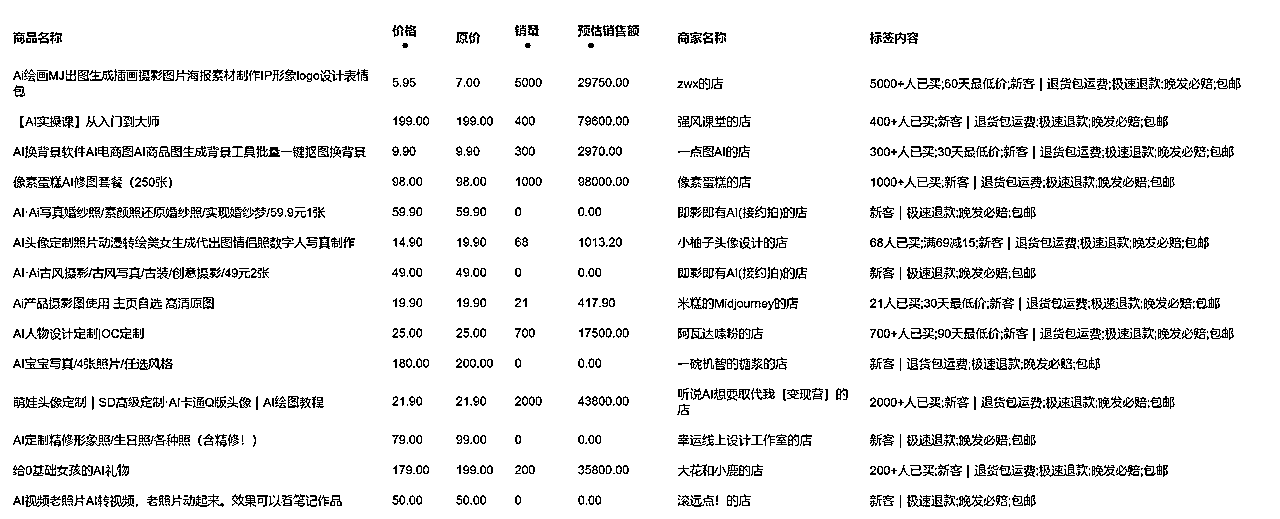 商品名称 价格 原价 销量 预估销售额 商家名称 标签内容
Ai绘画MJ出图生成插画摄影图片海报素材制作IP形象logo设计表情包 5.95 7.00 5000 29750.00 zwx的店 5000+人已买;60天最低价;新客 | 退货包运费;极速退款;晚发必赔;包邮
【AI实操课】从入门到大师 199.00 199.00 400 79600.00 强风课堂的店 400+人已买;新客 | 退货包运费;极速退款;晚发必赔;包邮
AI换背景软件AI电商图AI商品图生成背景工具批量一键抠图换背景 9.90 9.90 300 2970.00 一点图AI的店 300+人已买;30天最低价;新客 | 退货包运费;极速退款;晚发必赔;包邮
像素蛋糕AI修图套餐（250张） 98.00 98.00 1000 98000.00 像素蛋糕的店 1000+人已买;新客 | 退货包运费;极速退款;晚发必赔;包邮
AI·Ai写真婚纱照/素颜照还原婚纱照/实现婚纱梦/59.9元1张 59.90 59.90 0 0.00 即影即有AI(接约拍)的店 新客 | 极速退款;晚发必赔;包邮
AI头像定制照片动漫转绘美女生成代出图情侣照数字人写真制作 14.90 19.90 68 1013.20 小柚子头像设计的店 68人已买;满69减15;新客 | 退货包运费;极速退款;晚发必赔;包邮
AI·Ai古风摄影/古风写真/古装/创意摄影/49元2张 49.00 49.00 0 0.00 即影即有AI(接约拍)的店 新客 | 极速退款;晚发必赔;包邮
Ai产品摄影图使用 主页自选 高清原图 19.90 19.90 21 417.90 米糕的Midjourney的店 21人已买;30天最低价;新客 | 退货包运费;极速退款;晚发必赔;包邮
AI人物设计定制|OC定制 25.00 25.00 700 17500.00 阿瓦达嗦粉的店 700+人已买;90天最低价;新客 | 退货包运费;极速退款;晚发必赔;包邮
AI宝宝写真/4张照片/任选风格 180.00 200.00 0 0.00 一碗机智的糖浆的店 新客 | 退货包运费;极速退款;晚发必赔;包邮
萌娃头像定制 | SD高级定制·Ai卡通Q版头像 | AI绘图教程 21.90 21.90 2000 43800.00 听说AI想要取代我【变现营】的店 2000+人已买;新客 | 退货包运费;极速退款;晚发必赔;包邮
AI定制精修形象照/生日照/各种照（含精修！） 79.00 99.00 0 0.00 幸运线上设计工作室的店 新客 | 极速退款;晚发必赔;包邮
给0基础女孩的AI礼物 179.00 199.00 200 35800.00 大花和小鹿的店 200+人已买;新客 | 退货包运费;极速退款;晚发必赔;包邮
AI视频老照片AI转视频，老照片动起来。效果可以看笔记作品 50.00 50.00 0 0.00 滚远点！的店 新客 | 极速退款;晚发必赔;包邮